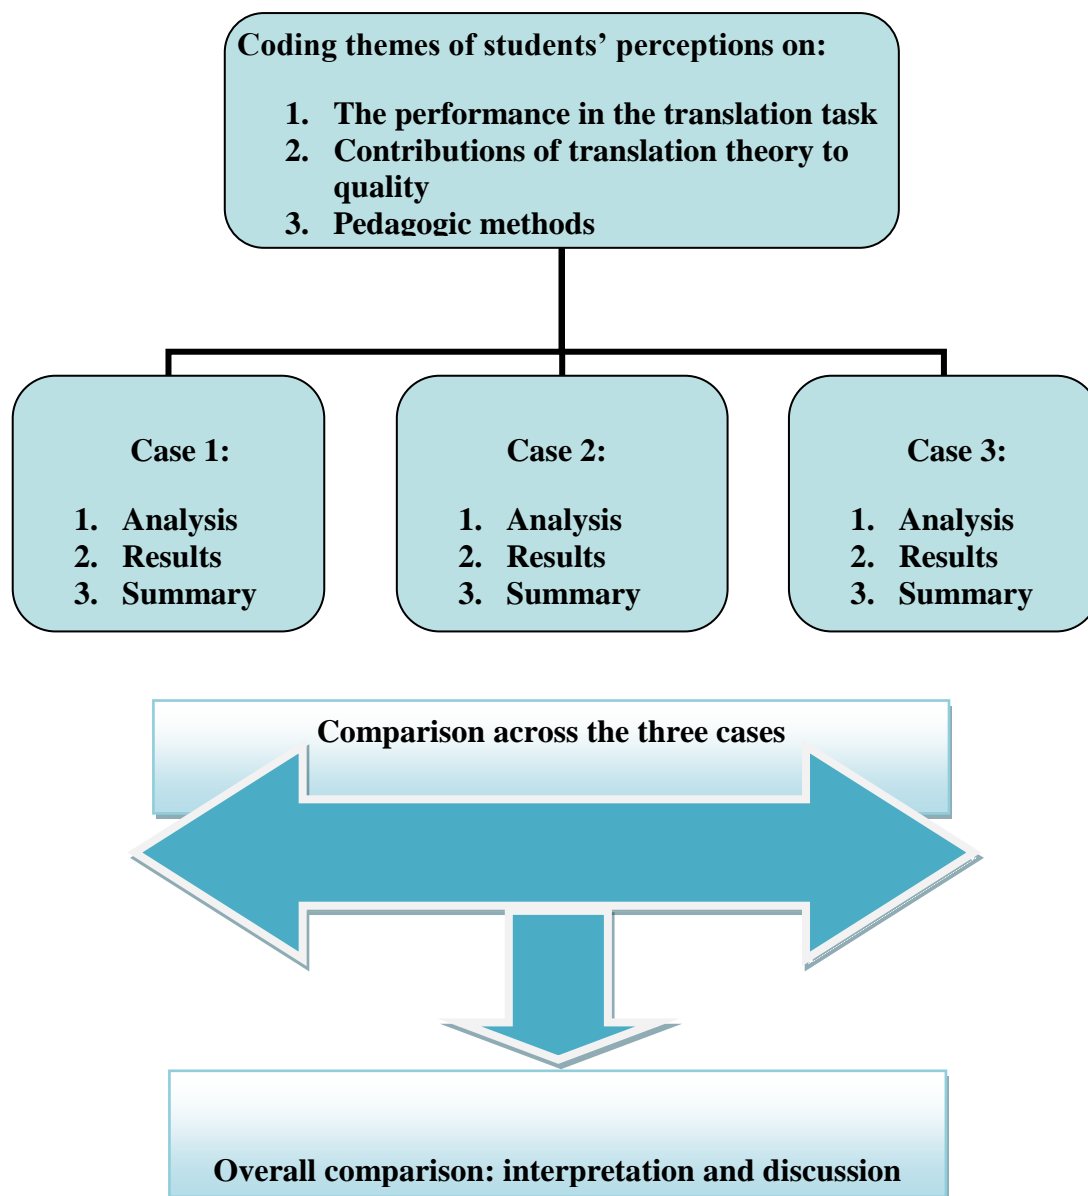 Coding themes of students’ perceptions on:
1. The performance in the translation task
2. Contributions of translation theory to
quality
3. Pedagogic methods
Case 1:
1. Analysis
2. Results
3. Summary
Case 2:
1. Analysis
2. Results
3. Summary
Case 3:
1. Analysis
2. Results
3. Summary
Comparison across the three cases
Overall comparison: interpretation and discussion